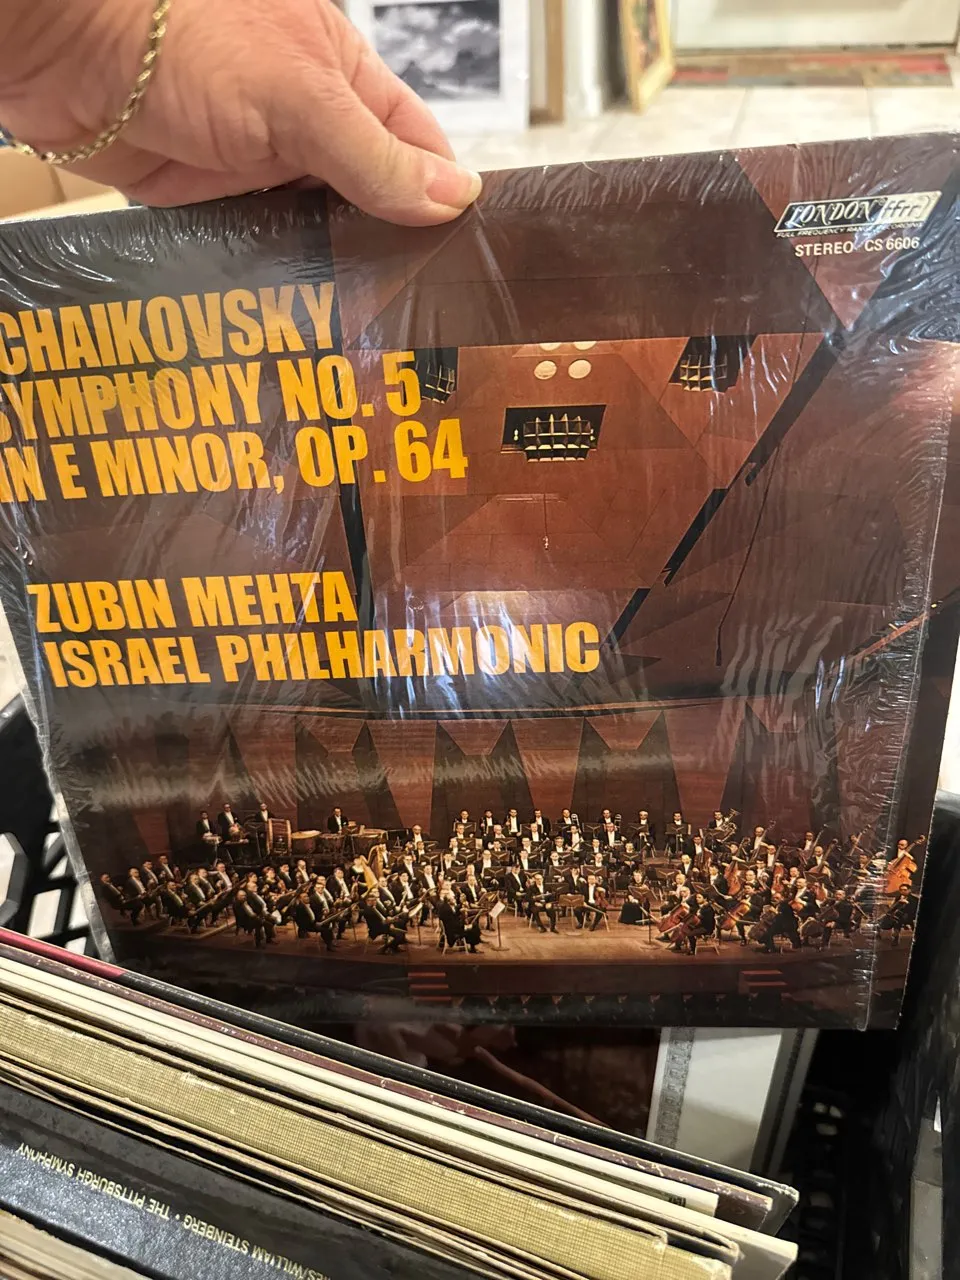 LONDON ffrr
FULL FREQUENCY RANGE RECORDING
STEREO CS 6606
CHAIKOVSKY
SYMPHONY NO. 5
IN E MINOR, OP. 64
ZUBIN MEHTA
ISRAEL PHILHARMONIC
/WILLIAM STEINBERG • THE PITTSBURGH SYMPHONY